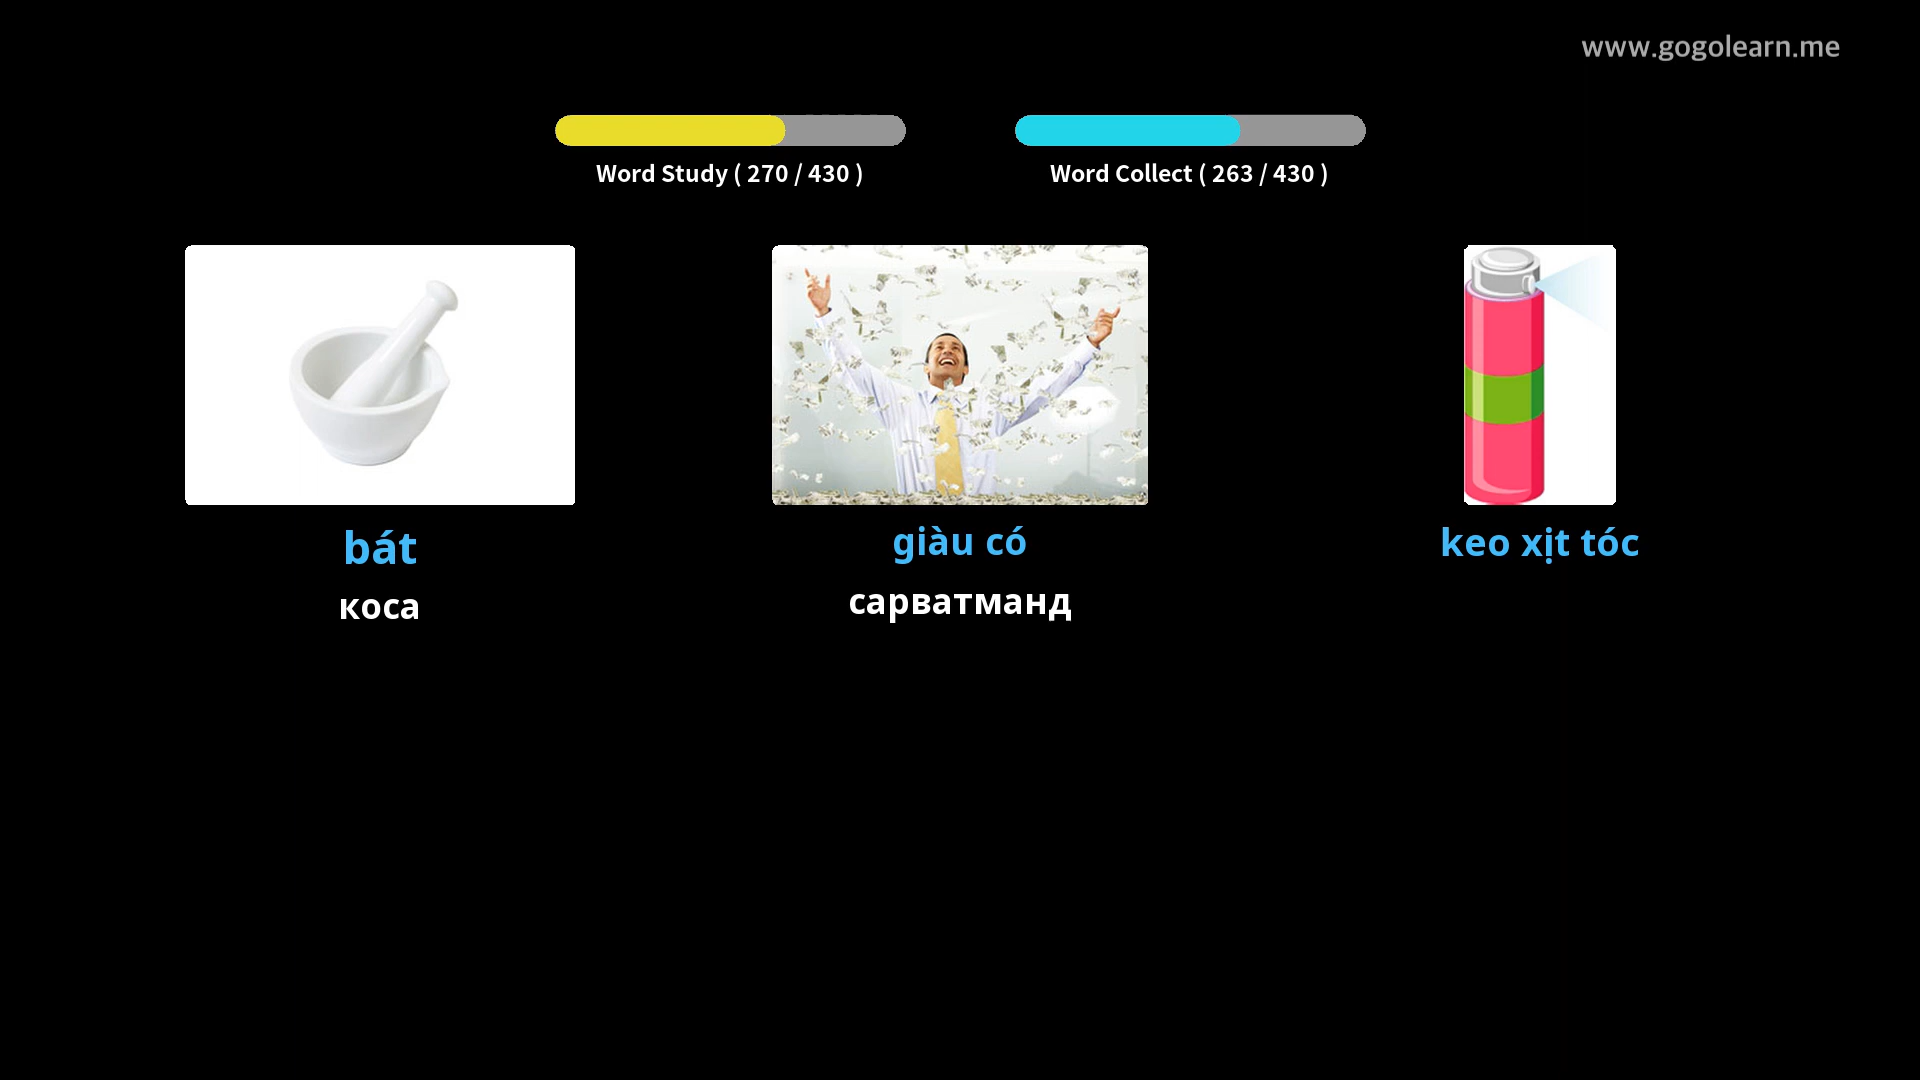 www.gogolearn.me
Word Study ( 270 / 430 )
Word Collect ( 263 / 430 )
bát
giàu có
keo xịt tóc
коса
сарватманд